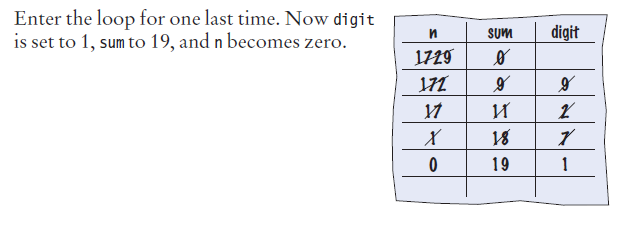 Enter the loop for one last time. Now digit
is set to 1, sum to 19, and n becomes zero.
n sum digit
1729 0
172 9 9
17 11 2
1 18 7
0 19 1